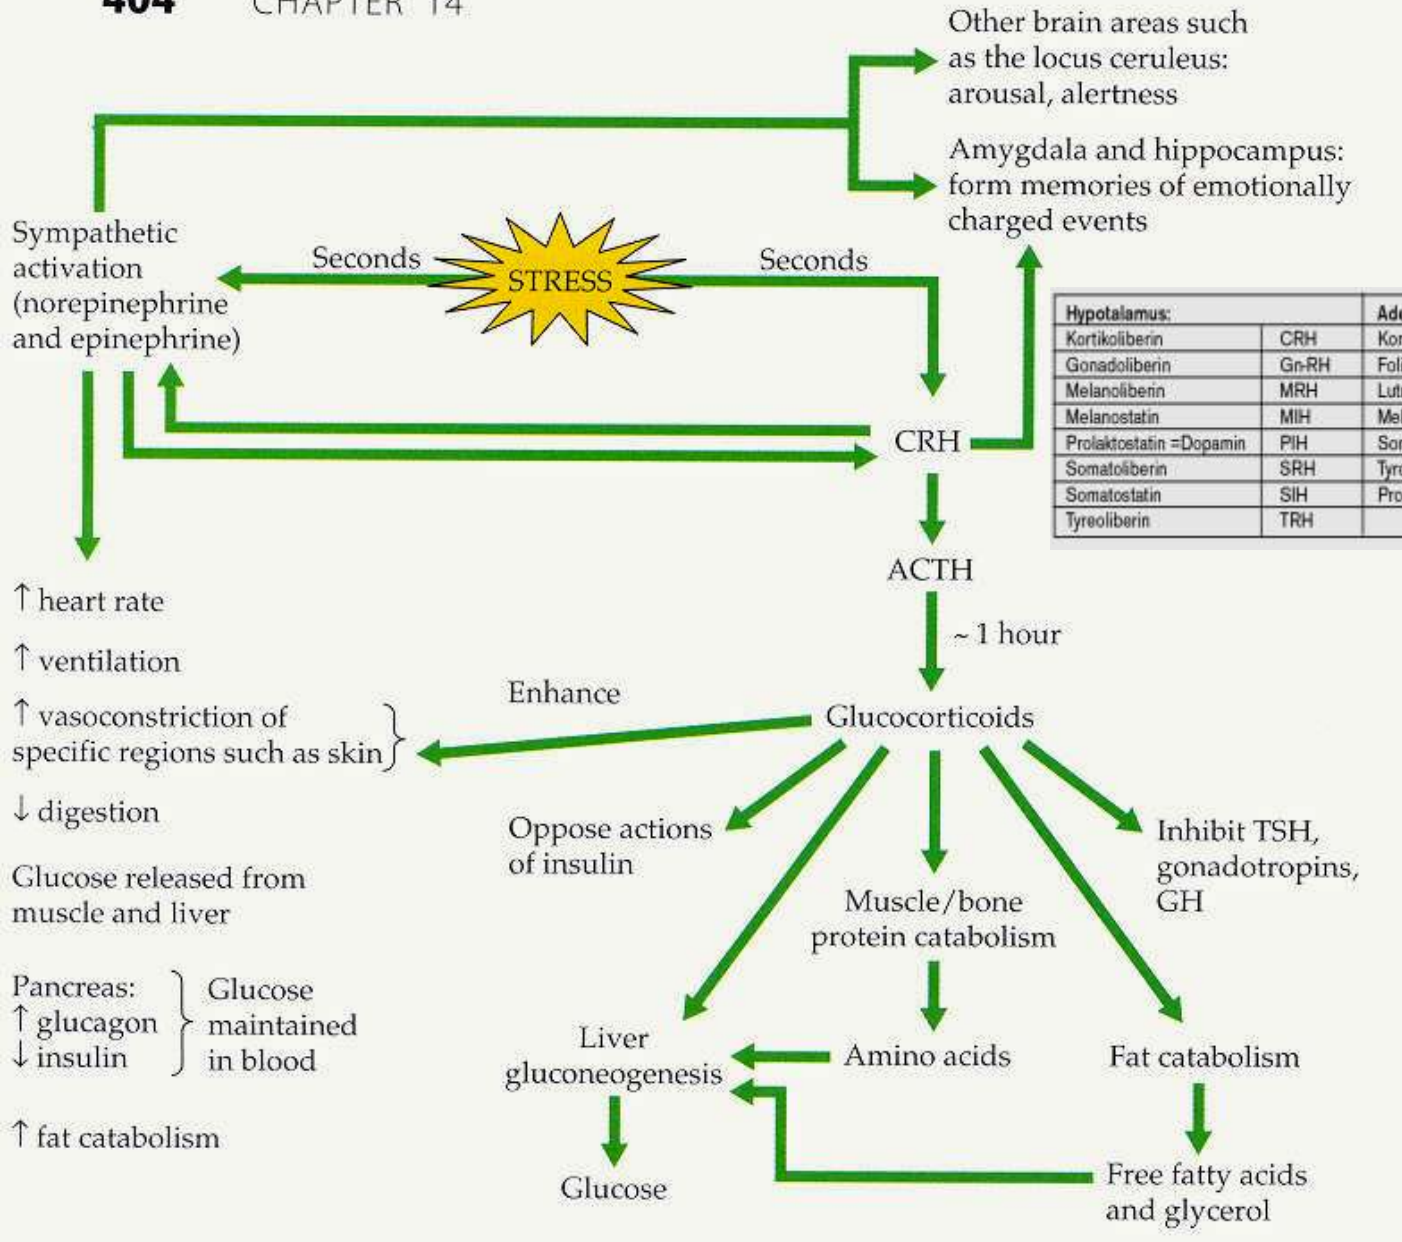 404 CHAPTER 14
Other brain areas such
as the locus ceruleus:
arousal, alertness
Amygdala and hippocampus:
form memories of emotionally
charged events
Sympathetic
activation
(norepinephrine
and epinephrine)
Seconds
STRESS
Seconds
Hypotalamus:
Kortikoliberin CRH
Gonadoliberin Gn-RH
Melanoliberin MRH
Melanostatin MIH
Prolaktostatin =Dopamin PIH
Somatoliberin SRH
Somatostatin SIH
Tyreoliberin TRH
CRH
ACTH
~ 1 hour
↑ heart rate
↑ ventilation
↑ vasoconstriction of
specific regions such as skin
↓ digestion
Glucose released from
muscle and liver
Pancreas:
↑ glucagon
↓ insulin
Glucose
maintained
in blood
↑ fat catabolism
Enhance
Glucocorticoids
Oppose actions
of insulin
Muscle/bone
protein catabolism
Inhibit TSH,
gonadotropins,
GH
Liver
gluconeogenesis
Amino acids
Fat catabolism
Glucose
Free fatty acids
and glycerol